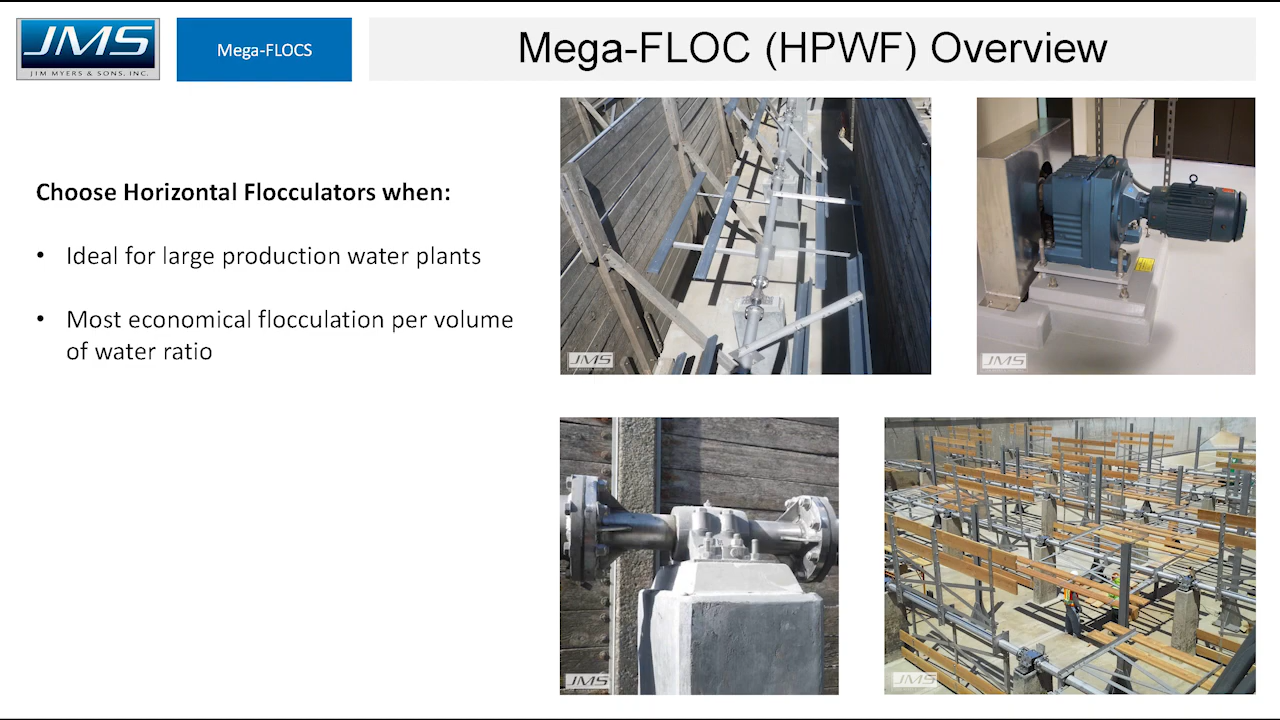 JMS
JIM MYERS & SONS, INC.
Mega-FLOCS
Mega-FLOC (HPWF) Overview
Choose Horizontal Flocculators when:
• Ideal for large production water plants
• Most economical flocculation per volume
of water ratio
JMS
JMS
JMS
JMS